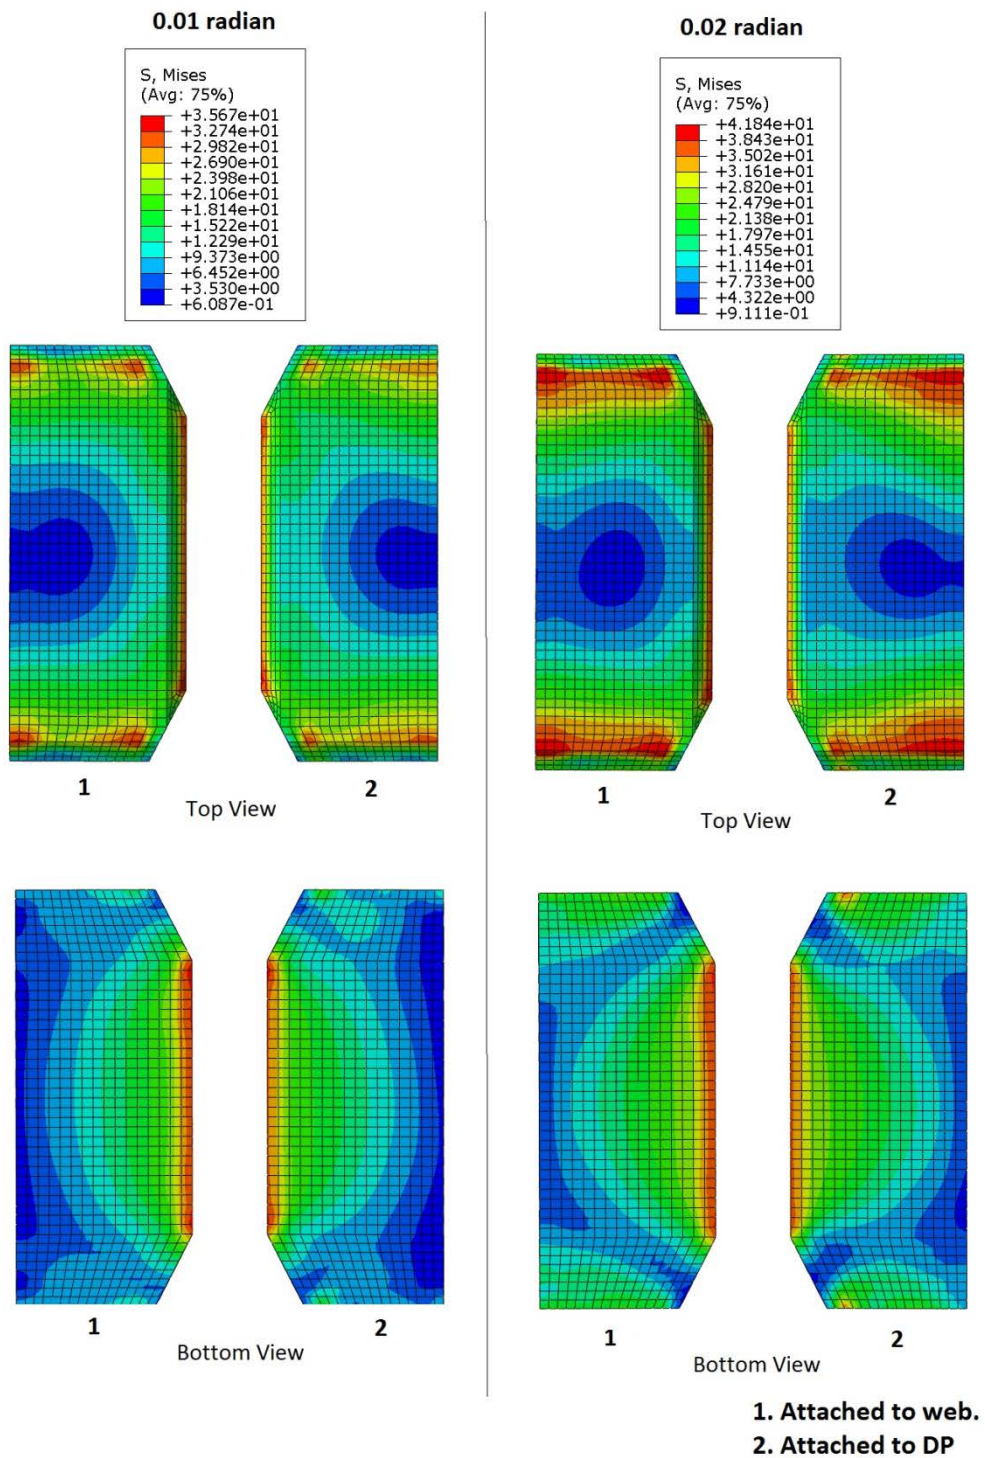 0.01 radian
S, Mises
(Avg: 75%)
+3.567e+01
+3.274e+01
+2.982e+01
+2.690e+01
+2.398e+01
+2.106e+01
+1.814e+01
+1.522e+01
+1.229e+01
+9.373e+00
+6.452e+00
+3.530e+00
+6.087e-01
1
2
Top View
1
2
Bottom View
0.02 radian
S, Mises
(Avg: 75%)
+4.184e+01
+3.843e+01
+3.502e+01
+3.161e+01
+2.820e+01
+2.479e+01
+2.138e+01
+1.797e+01
+1.455e+01
+1.114e+01
+7.733e+00
+4.322e+00
+9.111e-01
1
2
Top View
1
2
Bottom View
1. Attached to web.
2. Attached to DP